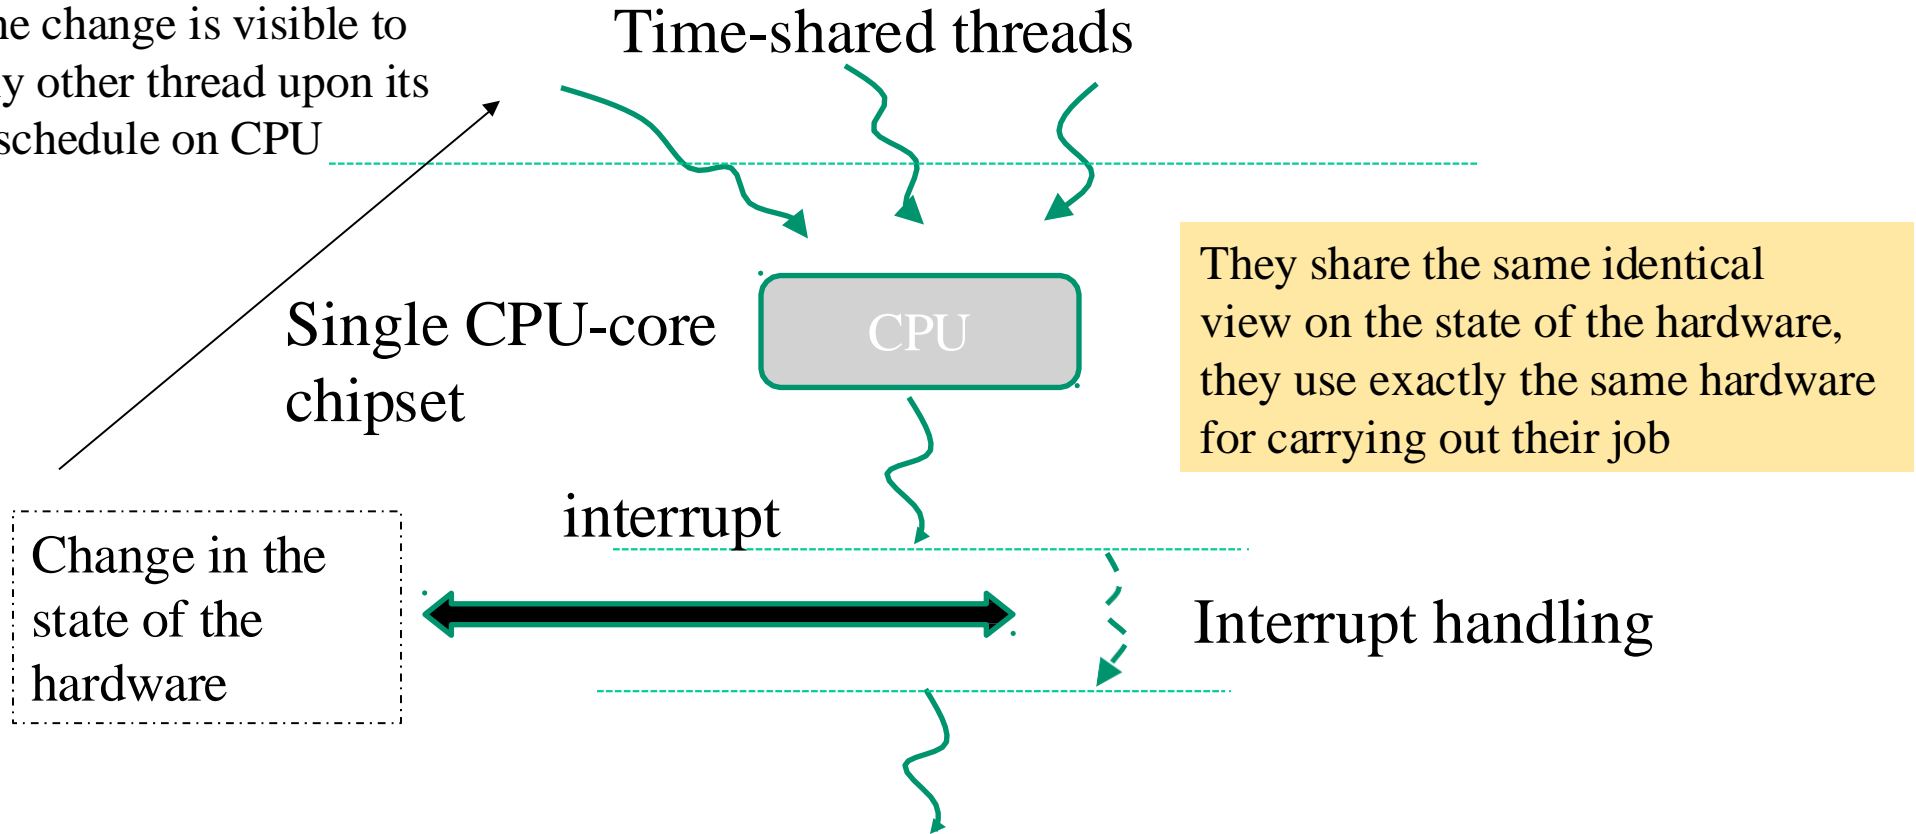 he change is visible to
y other thread upon its
schedule on CPU
Time-shared threads
Single CPU-core
chipset
CPU
They share the same identical
view on the state of the hardware,
they use exactly the same hardware
for carrying out their job
interrupt
Change in the
state of the
hardware
Interrupt handling